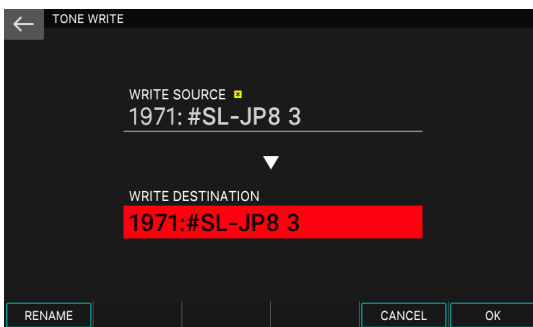 TONE WRITE
WRITE SOURCE x
1971: #SL-JP8 3
WRITE DESTINATION
1971:#SL-JP8 3
RENAME CANCEL OK